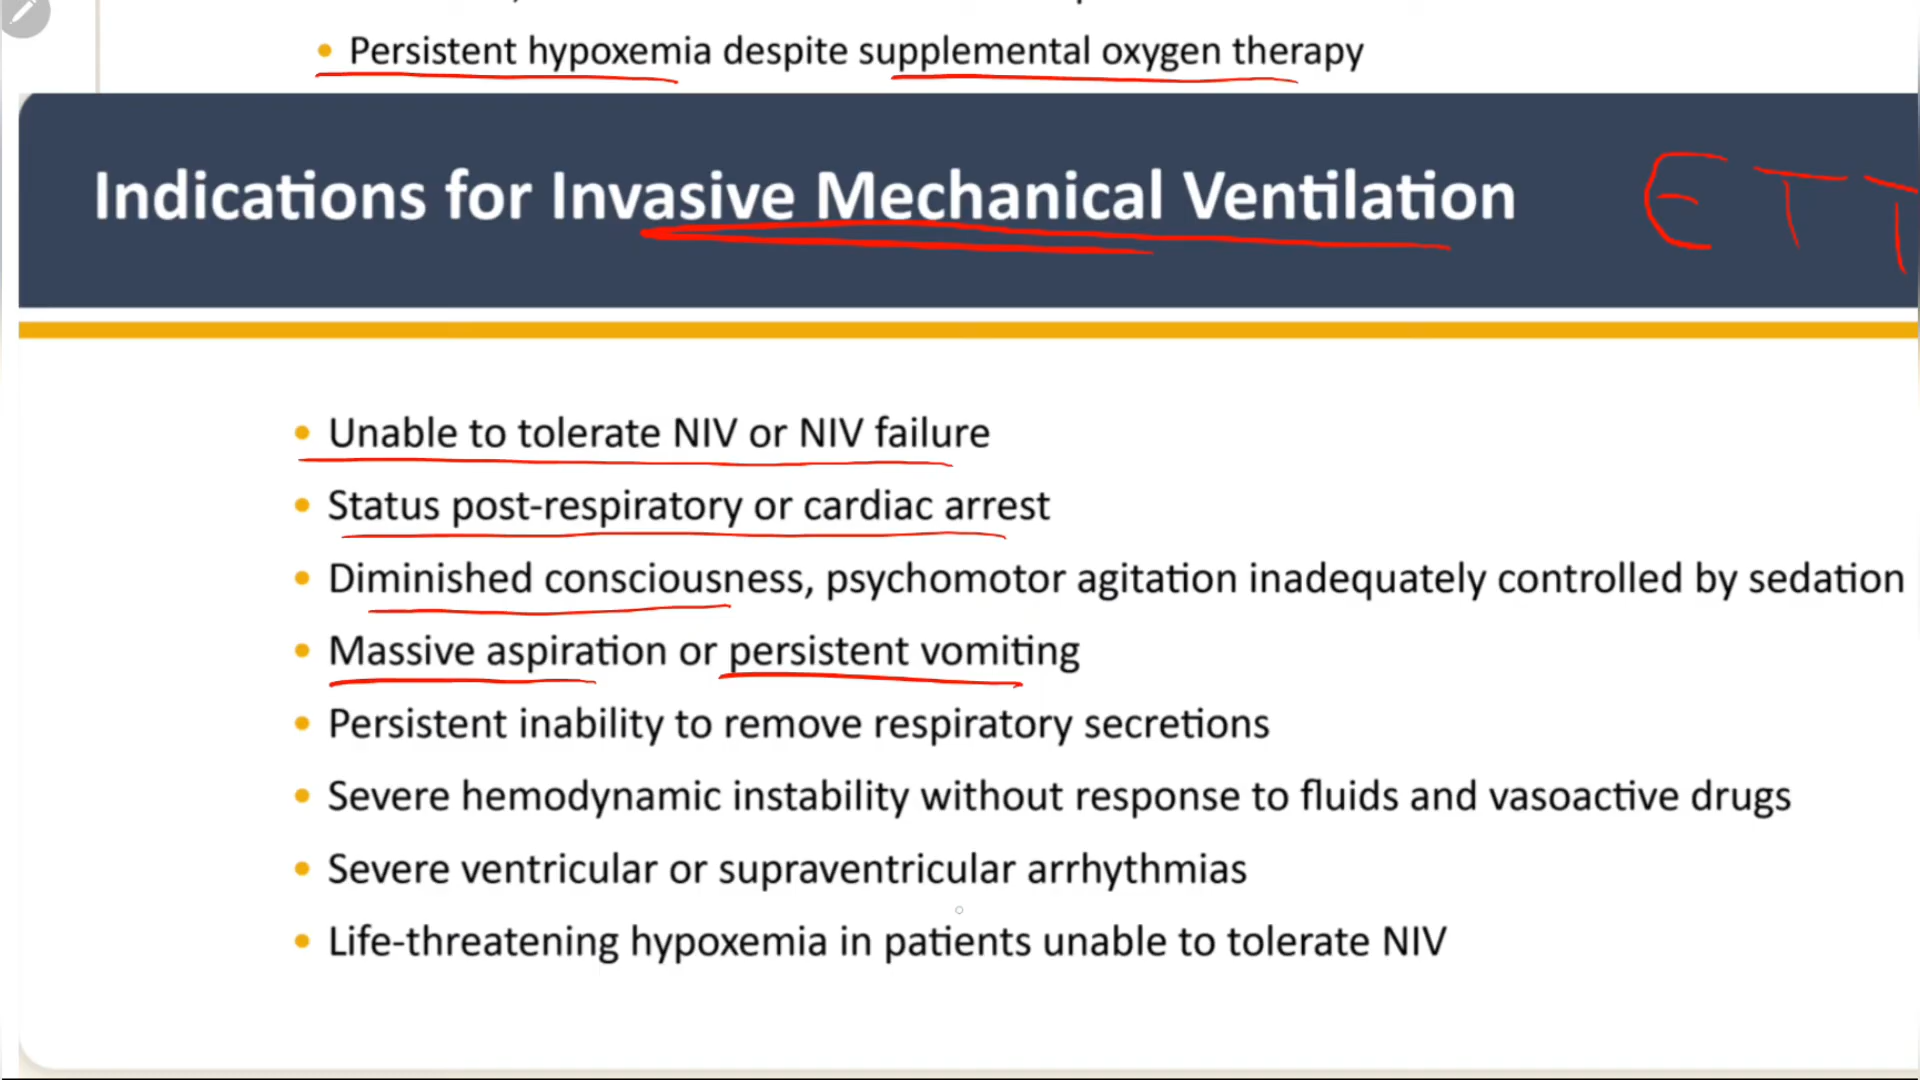 Persistent hypoxemia despite supplemental oxygen therapy
Indications for Invasive Mechanical Ventilation
ETT
Unable to tolerate NIV or NIV failure
Status post-respiratory or cardiac arrest
Diminished consciousness, psychomotor agitation inadequately controlled by sedation
Massive aspiration or persistent vomiting
Persistent inability to remove respiratory secretions
Severe hemodynamic instability without response to fluids and vasoactive drugs
Severe ventricular or supraventricular arrhythmias
Life-threatening hypoxemia in patients unable to tolerate NIV